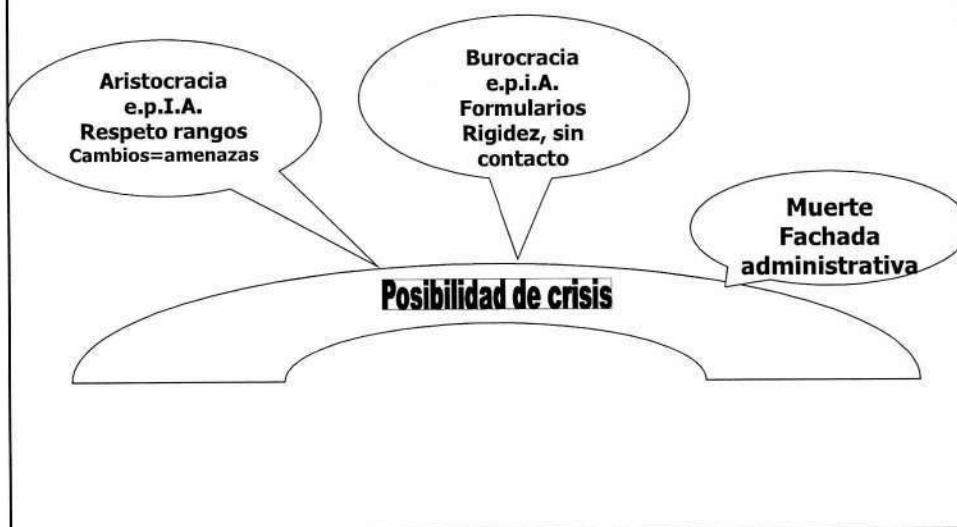 Aristocracia
e.p.I.A.
Respeto rangos
Cambios=amenazas
Burocracia
e.p.i.A.
Formularios
Rigidez, sin
contacto
Muerte
Fachada
administrativa
Posibilidad de crisis